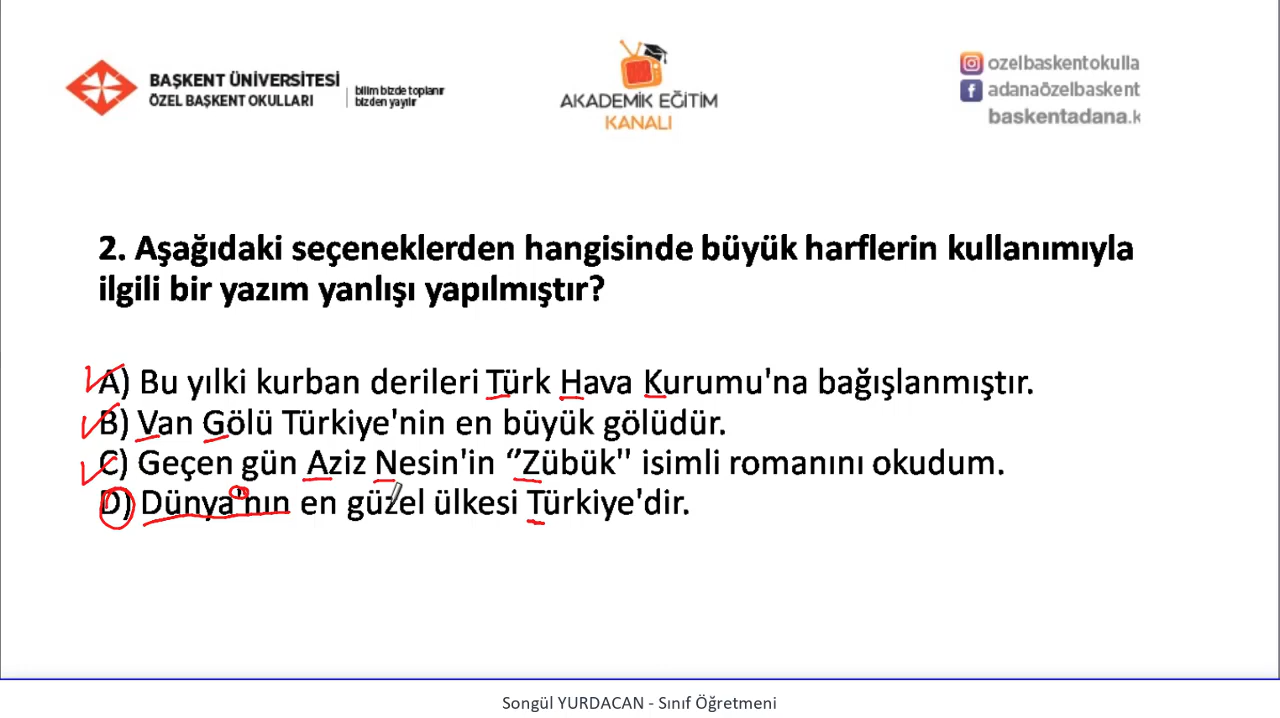 BAŞKENT ÜNİVERSİTESİ
ÖZEL BAŞKENT OKULLARI
bilim bizde toplanır
bizden yayılır
AKADEMİK EĞİTİM
KANALI
ozelbaskentokulla
adanaözelbaskent
baskentadana.k
2. Aşağıdaki seçeneklerden hangisinde büyük harflerin kullanımıyla
ilgili bir yazım yanlışı yapılmıştır?
A) Bu yılki kurban derileri Türk Hava Kurumu'na bağışlanmıştır.
B) Van Gölü Türkiye'nin en büyük gölüdür.
C) Geçen gün Aziz Nesin'in ‘’Zübük'' isimli romanını okudum.
D) Dünya'nın en güzel ülkesi Türkiye'dir.
Songül YURDACAN - Sınıf Öğretmeni